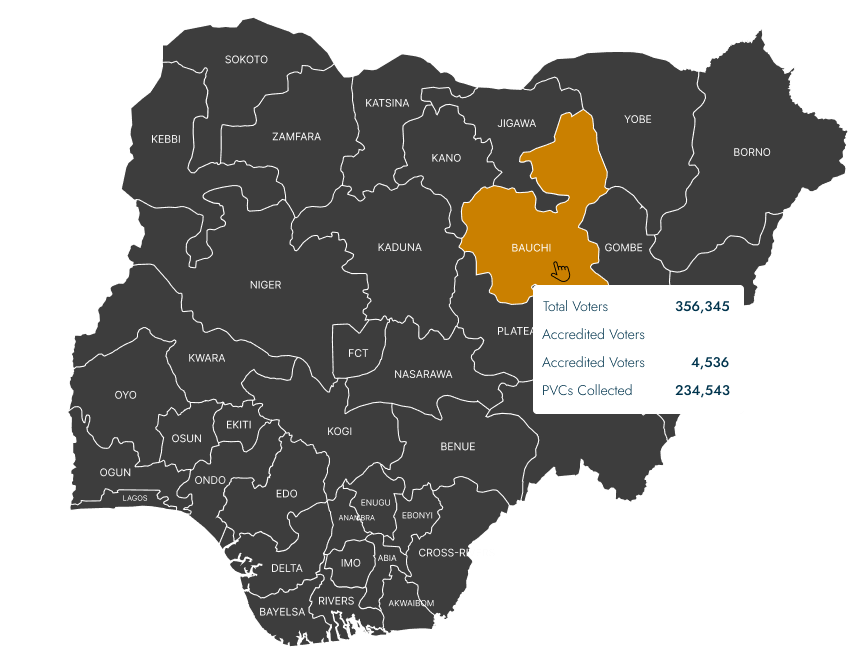 SOKOTO
KATSINA
JIGAWA
YOBE
KEBBI
ZAMFARA
KANO
BORNO
KADUNA
BAUCHI
GOMBE
NIGER
Total Voters 356,345
PLATEA
Accredited Voters
FCT
KWARA
Accredited Voters 4,536
NASARAWA
PVCs Collected 234,543
OYO
EKITI
OSUN
KOGI
BENUE
OGUN
ONDO
LAGOS
EDO
ENUGU
ANAMBRA
EBONYI
CROSS-RI
ABIA
IMO
DELTA
RIVERS
AKWAIBOM
BAYELSA